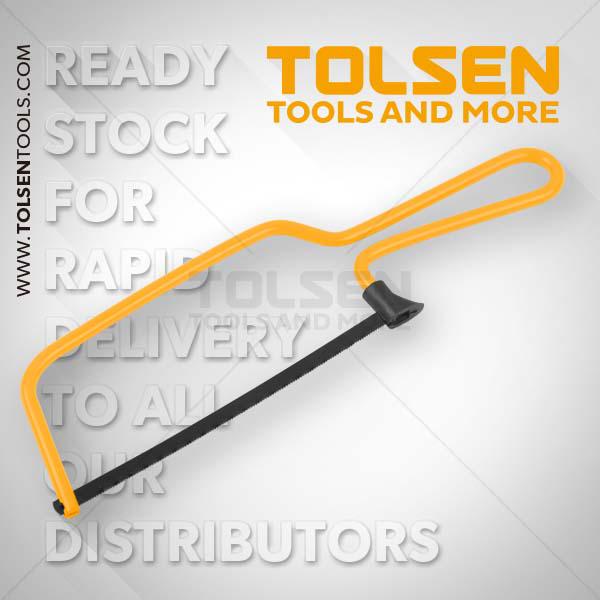 WWW.TOLSENTOOLS.COM
READY
STOCK
FOR
RAPID
DELIVERY
TO ALL
OUR
DISTRIBUTORS
TOLSEN
TOOLS AND MORE
TOLSEN
TOOLS AND MORE